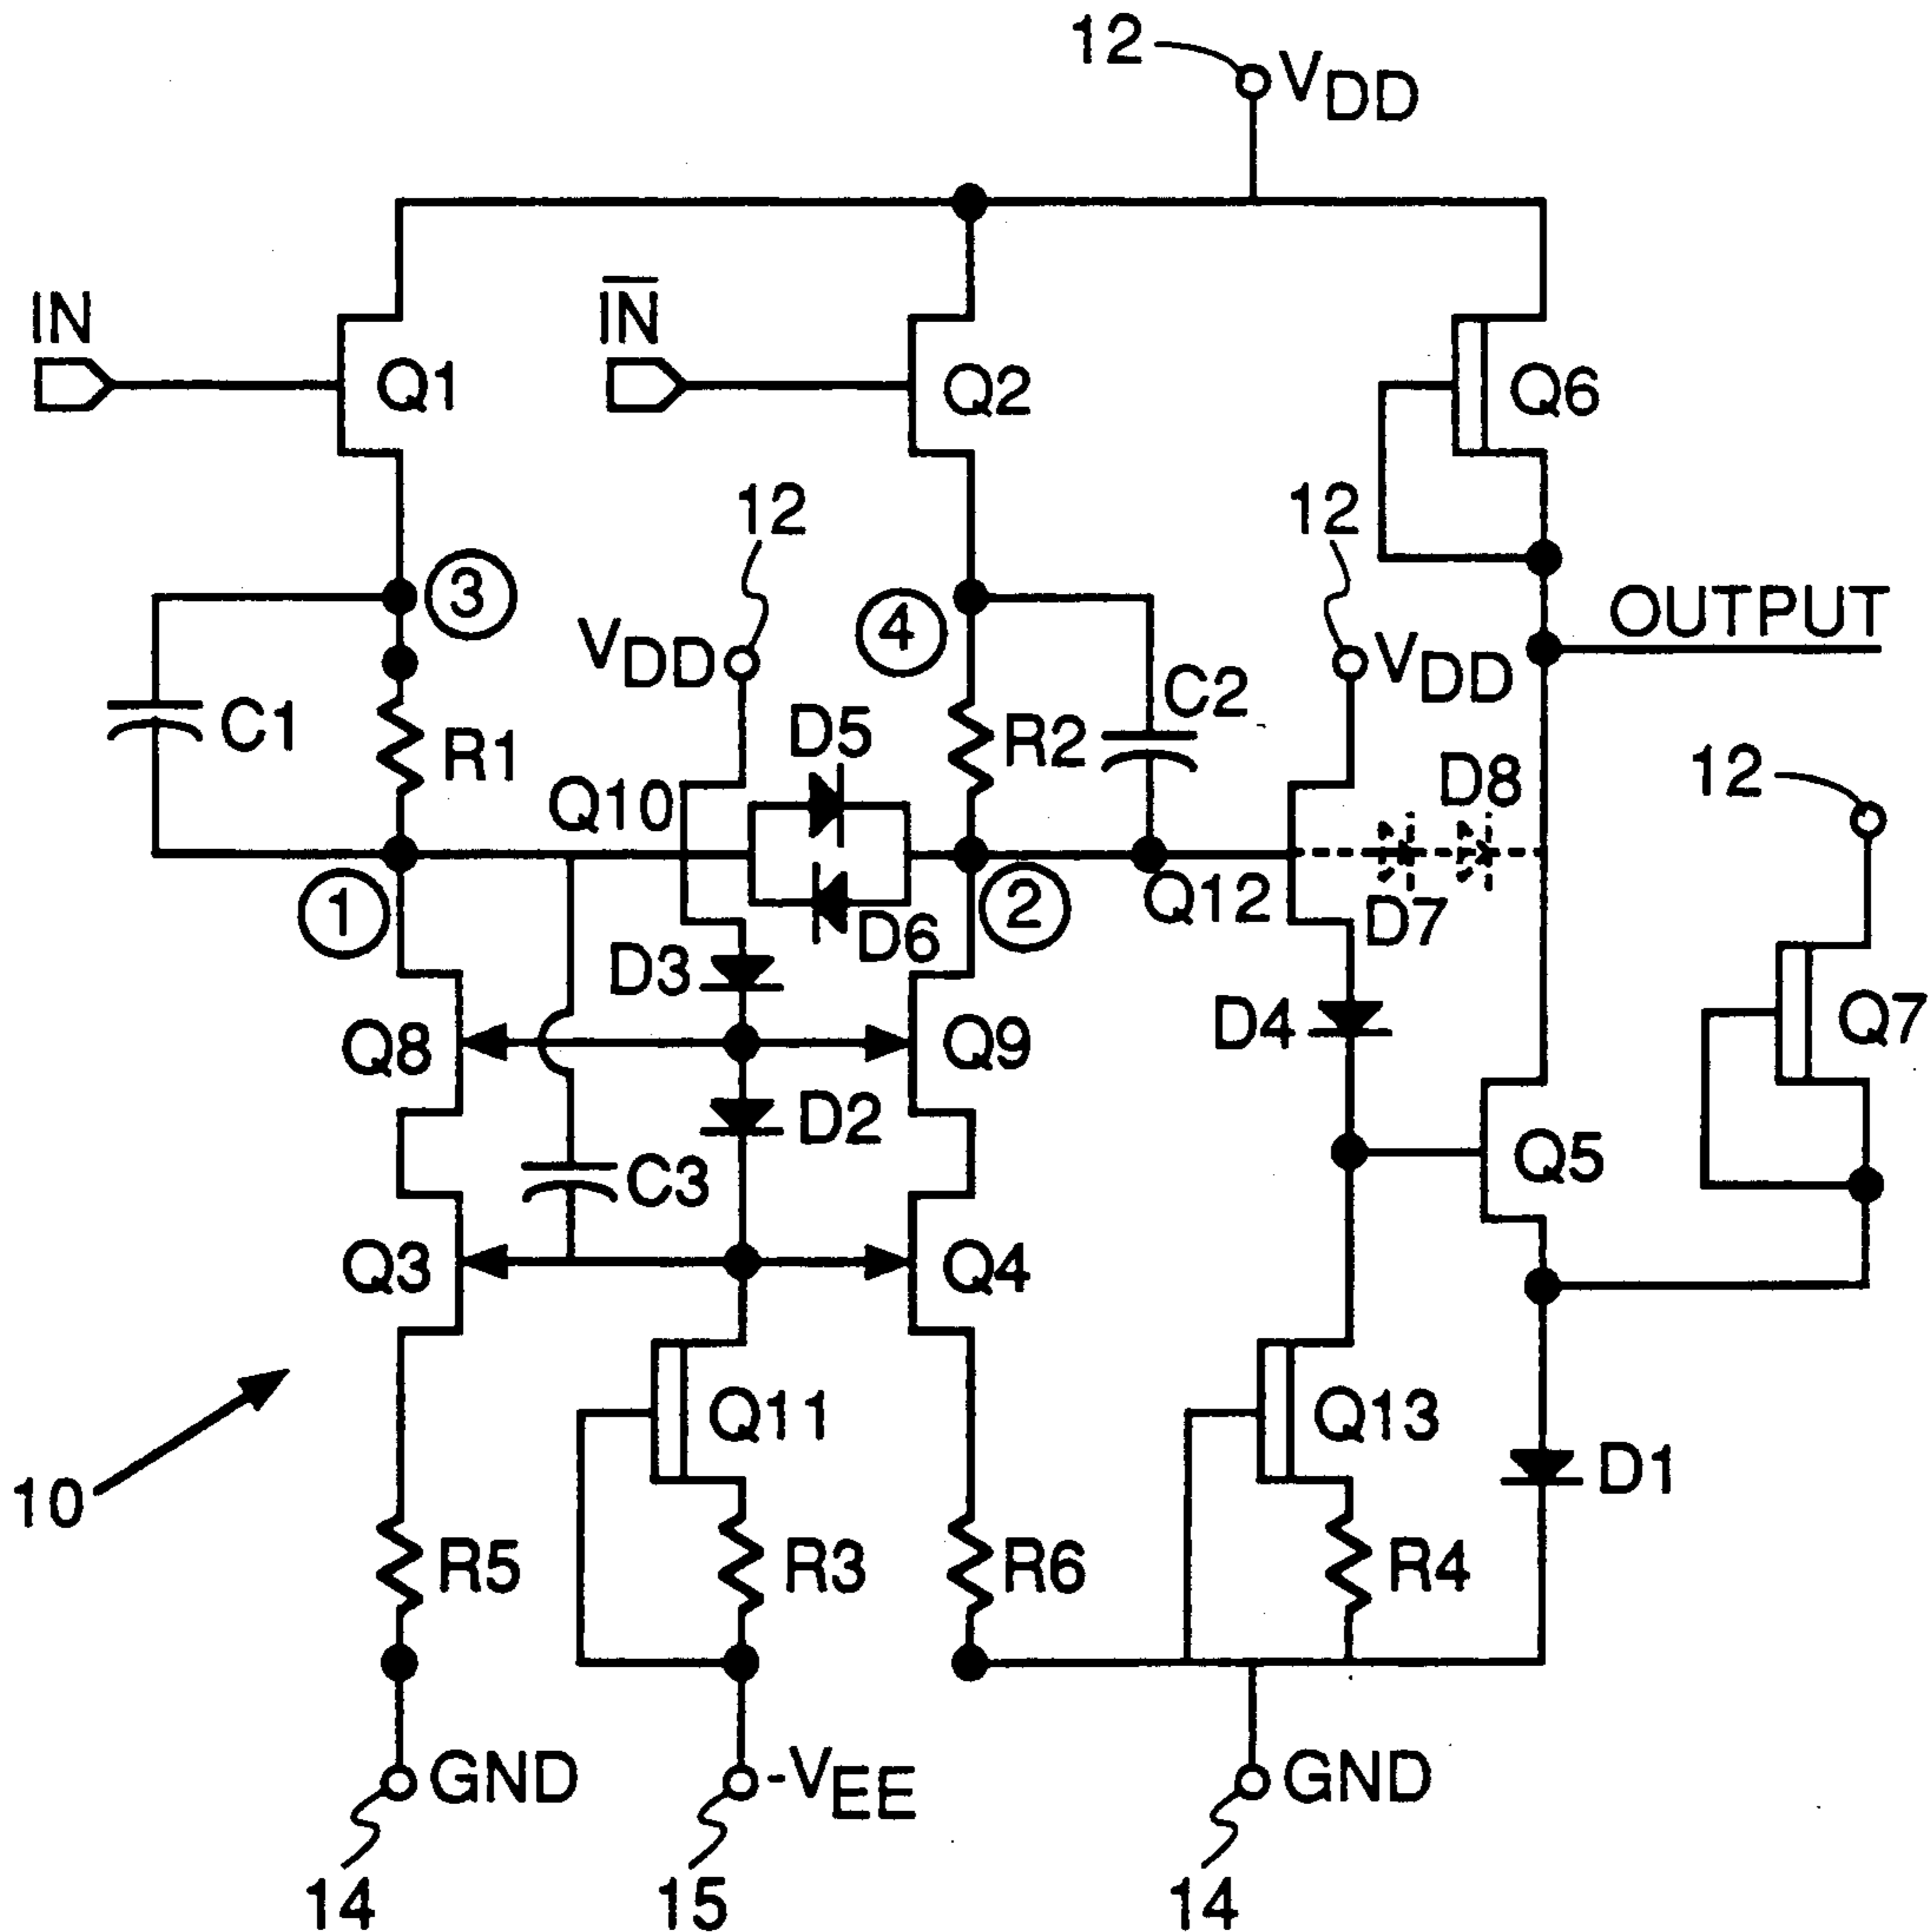 12
VDD
IN
I̅N̅
Q1
Q2
Q6
12
12
3
4
VDD
VDD
OUTPUT
C1
R1
D5
R2
C2
D8
12
Q10
1
D6
2
Q12
D7
D3
Q8
Q9
D4
Q7
D2
C3
Q5
Q3
Q4
Q11
Q13
D1
10
R5
R3
R6
R4
GND
-VEE
GND
14
15
14